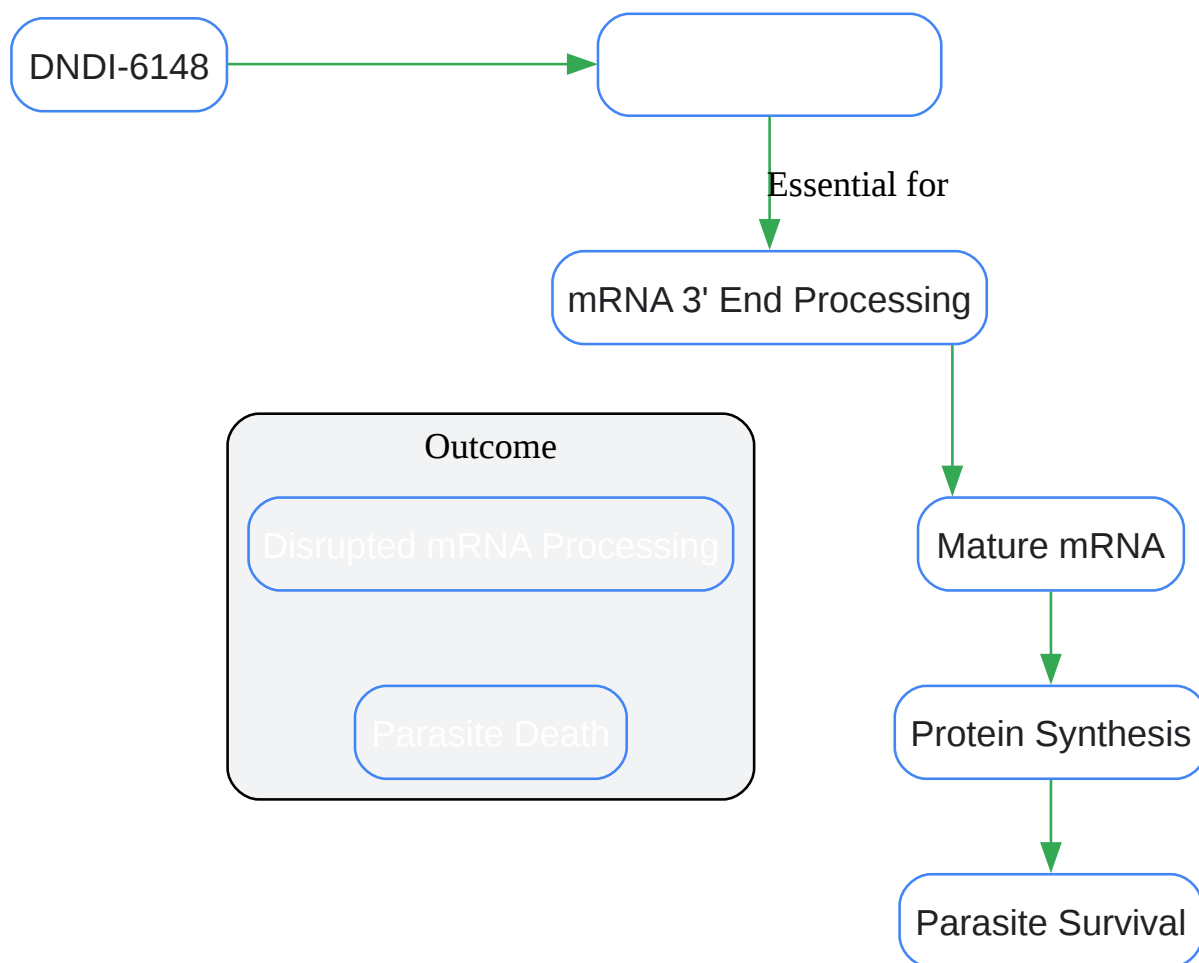 DNDI-6148
Essential for
mRNA 3' End Processing
Outcome
Disrupted mRNA Processing
Mature mRNA
Parasite Death
Protein Synthesis
Parasite Survival